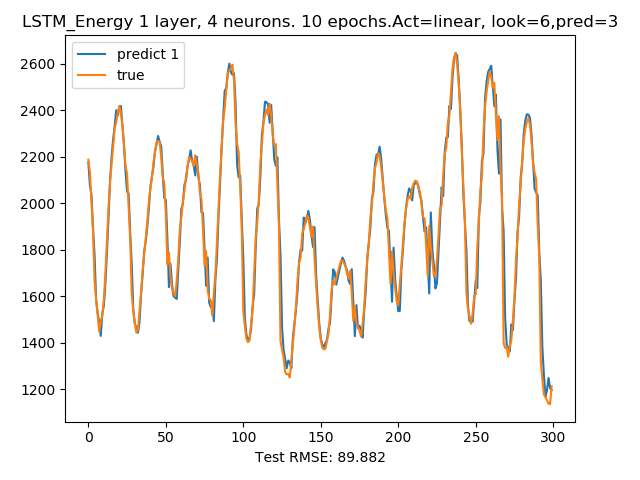 LSTM_Energy 1 layer, 4 neurons. 10 epochs.Act=linear, look=6,pred=3
predict 1
true
2600
2400
2200
2000
1800
1600
1400
1200
0 50 100 150 200 250 300
Test RMSE: 89.882